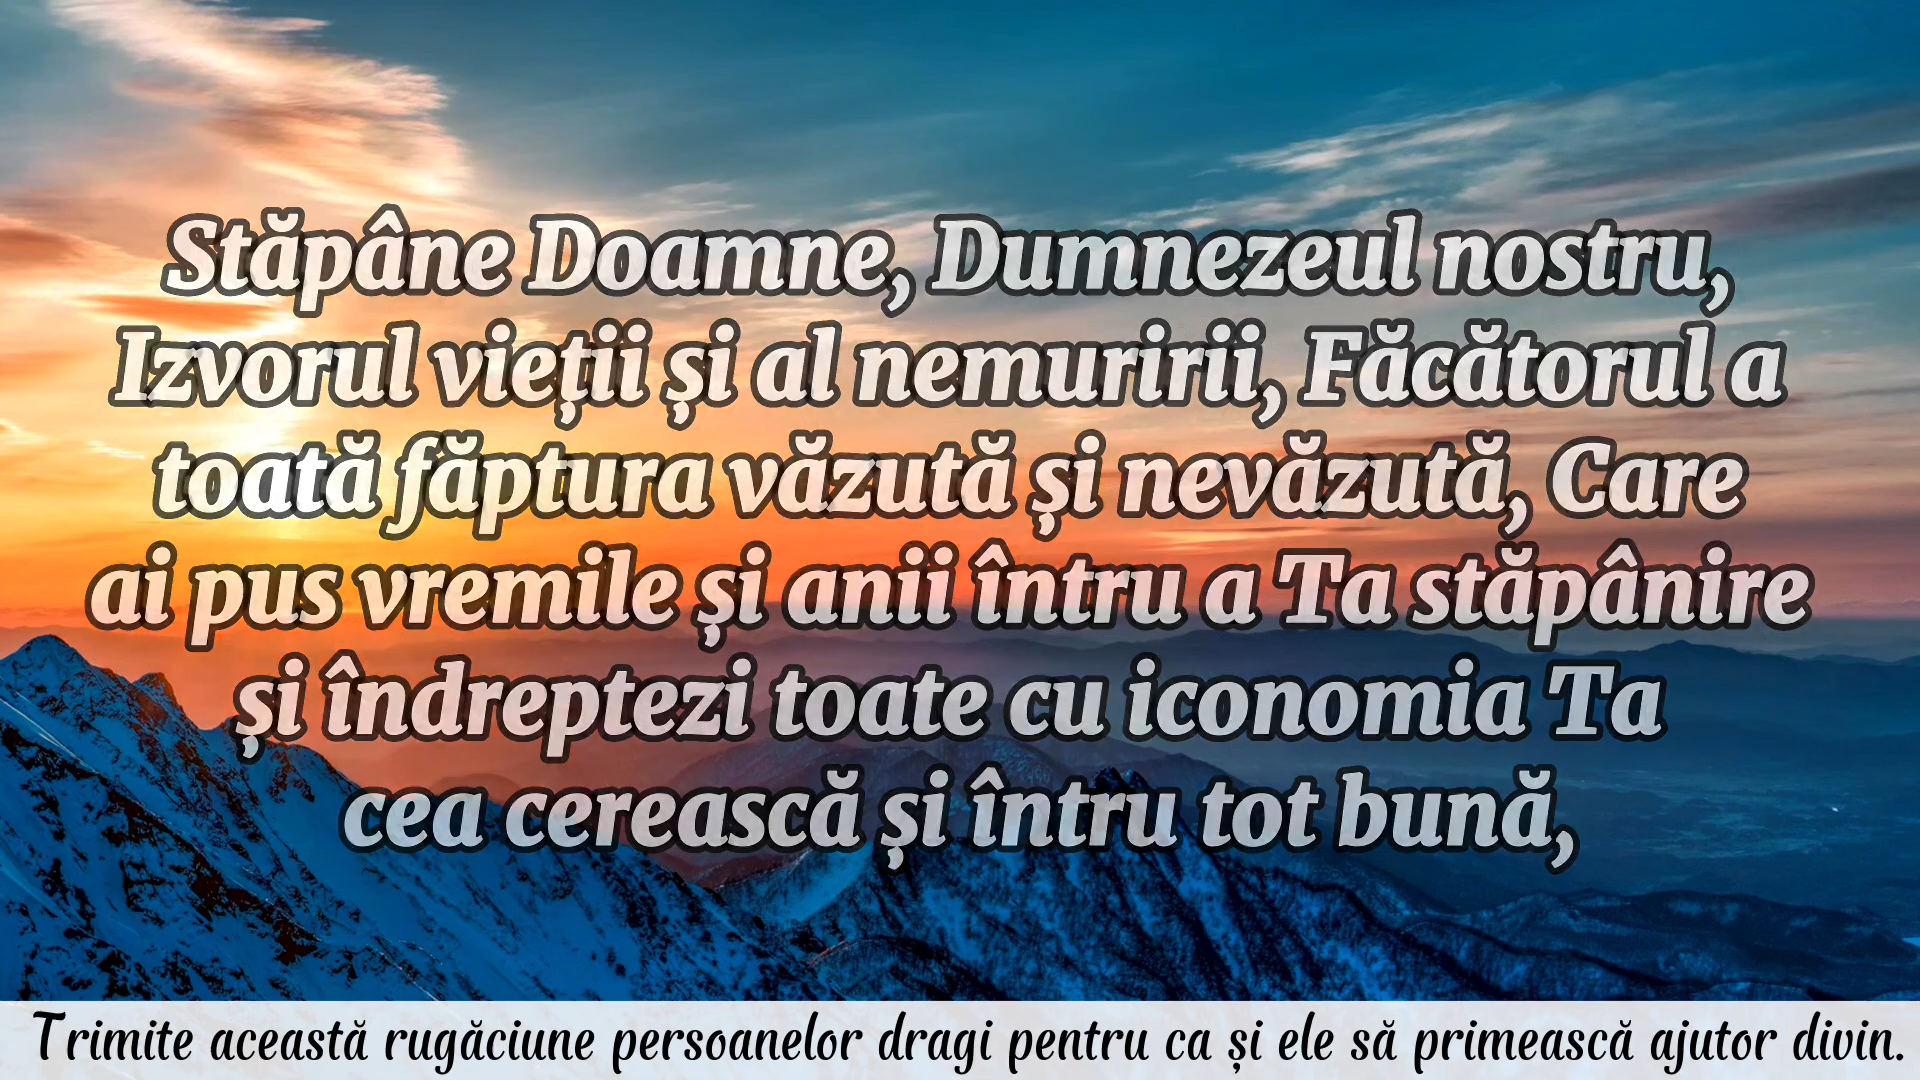 Stăpâne Doamne, Dumnezeul nostru,
Izvorul vieții și al nemuririi, Făcătorul a
toată făptura văzută și nevăzută, Care
ai pus vremile și anii întru a Ta stăpânire
și îndreptezi toate cu iconomia Ta
cea cerească și întru tot bună,
Trimite această rugăciune persoanelor dragi pentru ca și ele să primească ajutor divin.